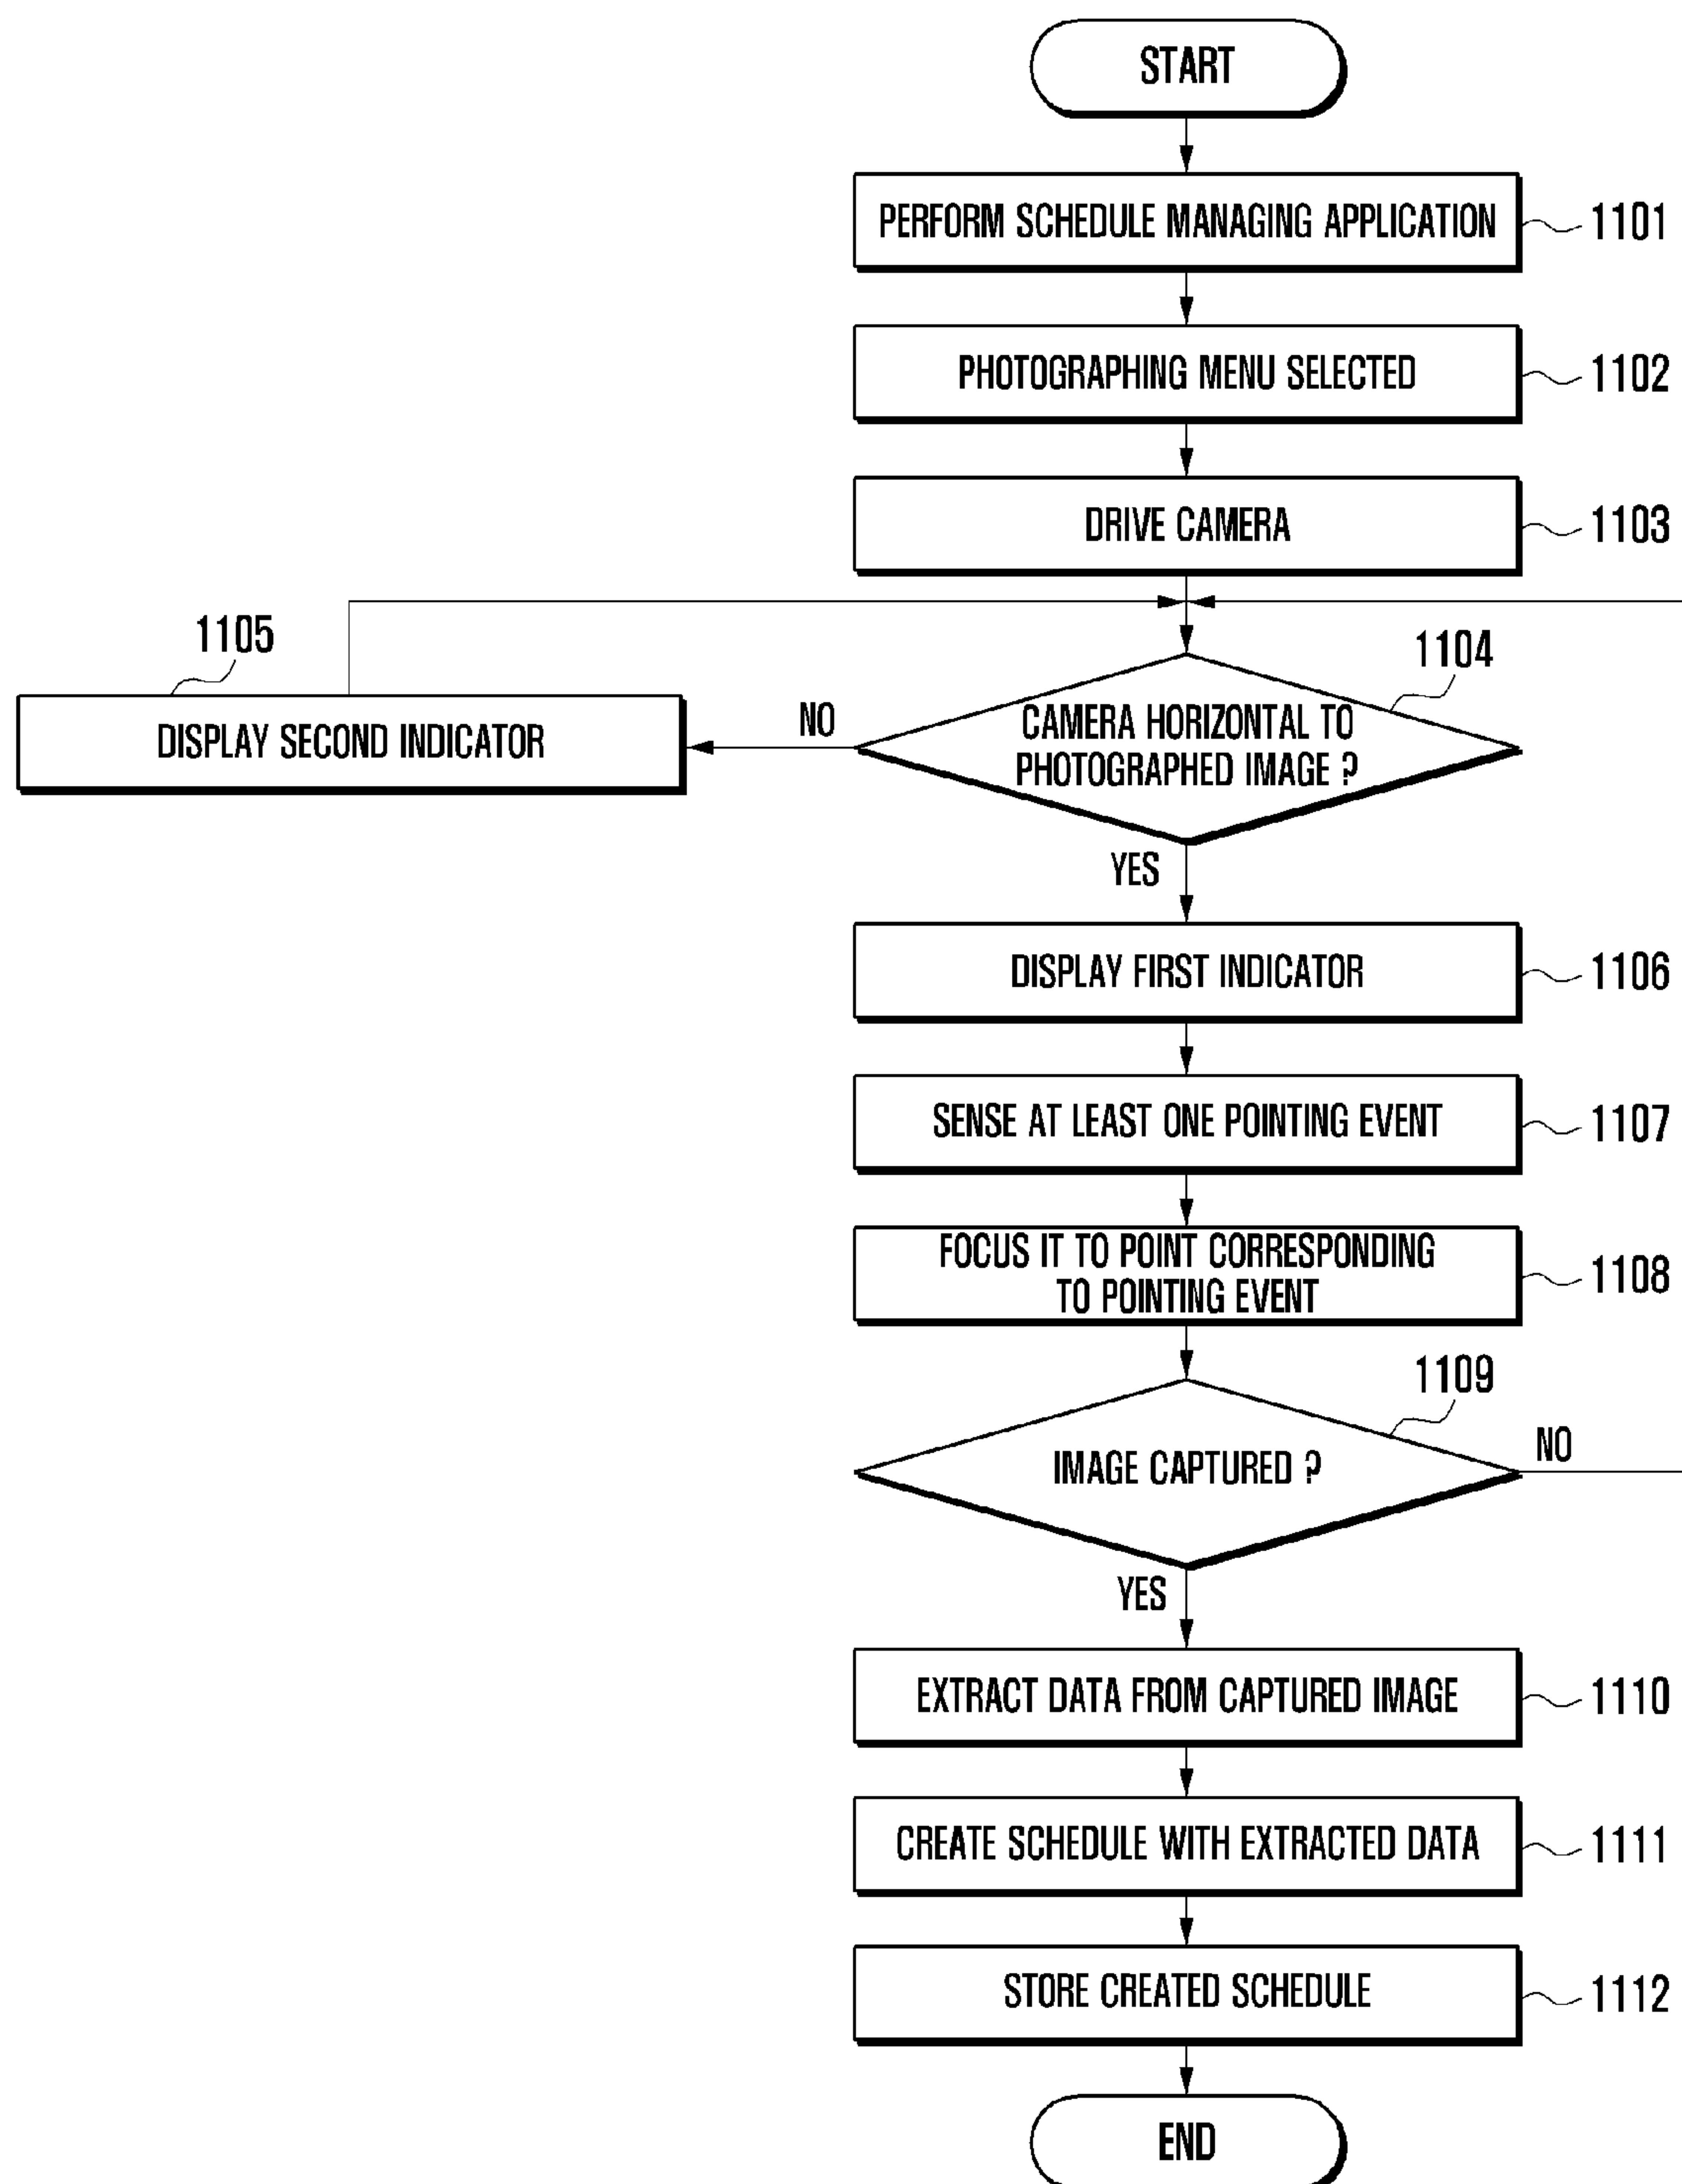 START
PERFORM SCHEDULE MANAGING APPLICATION
1101
PHOTOGRAPHING MENU SELECTED
1102
DRIVE CAMERA
1103
1105
1104
DISPLAY SECOND INDICATOR
NO
CAMERA HORIZONTAL TO
PHOTOGRAPHED IMAGE ?
YES
DISPLAY FIRST INDICATOR
1106
SENSE AT LEAST ONE POINTING EVENT
1107
FOCUS IT TO POINT CORRESPONDING
TO POINTING EVENT
1108
1109
IMAGE CAPTURED ?
NO
YES
EXTRACT DATA FROM CAPTURED IMAGE
1110
CREATE SCHEDULE WITH EXTRACTED DATA
1111
STORE CREATED SCHEDULE
1112
END